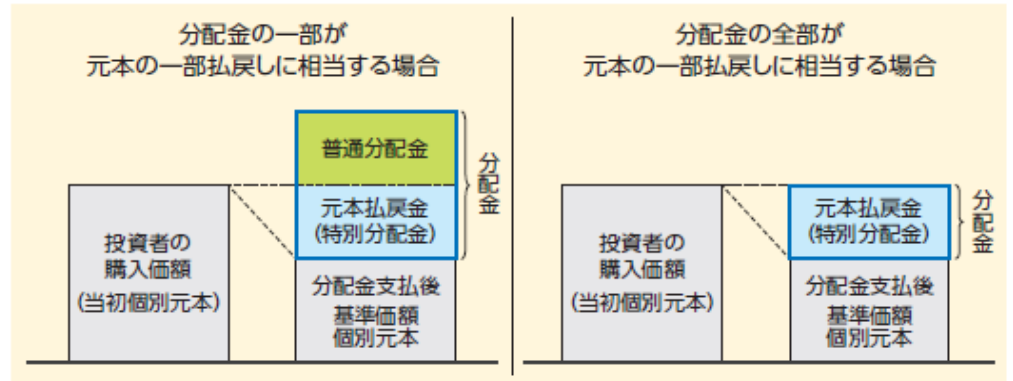 分配金の一部が
元本の一部払戻しに相当する場合
普通分配金
元本払戻金
(特別分配金)
分配金
投資者の
購入価額
(当初個別元本)
分配金支払後
基準価額
個別元本
分配金の全部が
元本の一部払戻しに相当する場合
元本払戻金
(特別分配金)
分配金
投資者の
購入価額
(当初個別元本)
分配金支払後
基準価額
個別元本